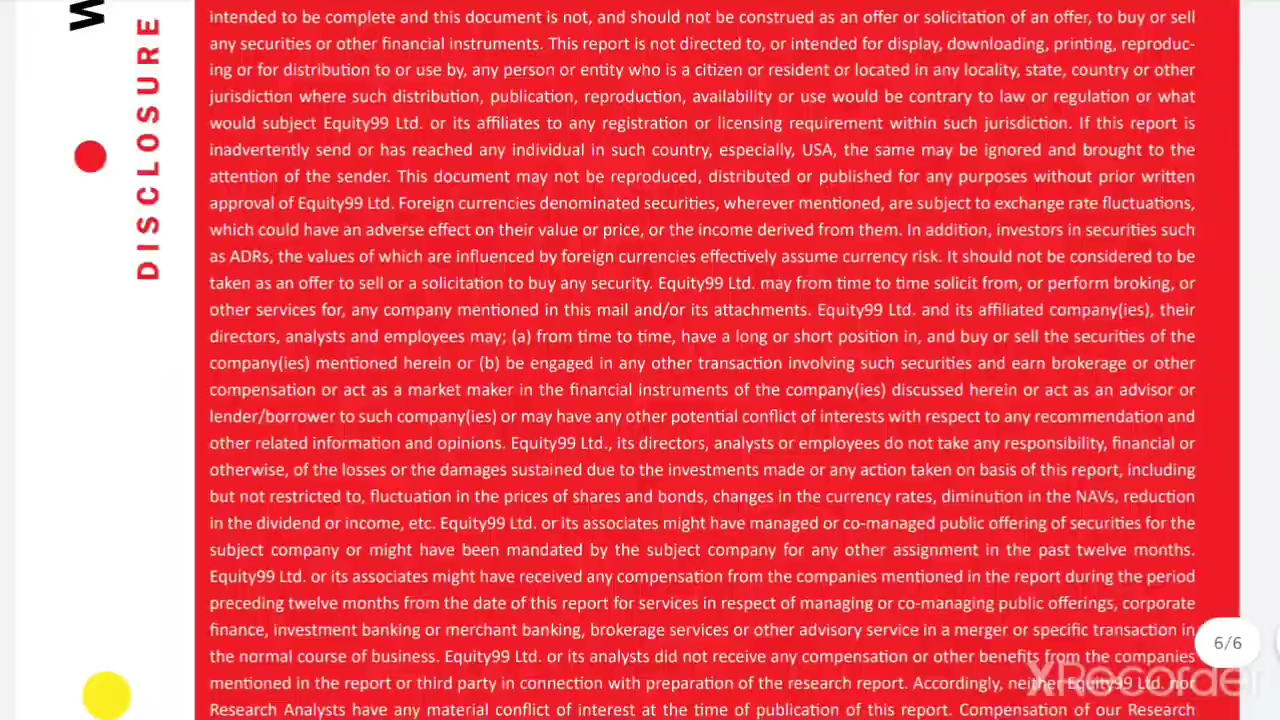 W
DISCLOSURE
intended to be complete and this document is not, and should not be construed as an offer or solicitation of an offer, to buy or sell
any securities or other financial instruments. This report is not directed to, or intended for display, downloading, printing, reproduc-
ing or for distribution to or use by, any person or entity who is a citizen or resident or located in any locality, state, country or other
jurisdiction where such distribution, publication, reproduction, availability or use would be contrary to law or regulation or what
would subject Equity99 Ltd. or its affiliates to any registration or licensing requirement within such jurisdiction. If this report is
inadvertently send or has reached any individual in such country, especially, USA, the same may be ignored and brought to the
attention of the sender. This document may not be reproduced, distributed or published for any purposes without prior written
approval of Equity99 Ltd. Foreign currencies denominated securities, wherever mentioned, are subject to exchange rate fluctuations,
which could have an adverse effect on their value or price, or the income derived from them. In addition, investors in securities such
as ADRs, the values of which are influenced by foreign currencies effectively assume currency risk. It should not be considered to be
taken as an offer to sell or a solicitation to buy any security. Equity99 Ltd. may from time to time solicit from, or perform broking, or
other services for, any company mentioned in this mail and/or its attachments. Equity99 Ltd. and its affiliated company(ies), their
directors, analysts and employees may; (a) from time to time, have a long or short position in, and buy or sell the securities of the
company(ies) mentioned herein or (b) be engaged in any other transaction involving such securities and earn brokerage or other
compensation or act as a market maker in the financial instruments of the company(ies) discussed herein or act as an advisor or
lender/borrower to such company(ies) or may have any other potential conflict of interests with respect to any recommendation and
other related information and opinions. Equity99 Ltd., its directors, analysts or employees do not take any responsibility, financial or
otherwise, of the losses or the damages sustained due to the investments made or any action taken on basis of this report, including
but not restricted to, fluctuation in the prices of shares and bonds, changes in the currency rates, diminution in the NAVs, reduction
in the dividend or income, etc. Equity99 Ltd. or its associates might have managed or co-managed public offering of securities for the
subject company or might have been mandated by the subject company for any other assignment in the past twelve months.
Equity99 Ltd. or its associates might have received any compensation from the companies mentioned in the report during the period
preceding twelve months from the date of this report for services in respect of managing or co-managing public offerings, corporate
finance, investment banking or merchant banking, brokerage services or other advisory service in a merger or specific transaction in
the normal course of business. Equity99 Ltd. or its analysts did not receive any compensation or other benefits from the companies
mentioned in the report or third party in connection with preparation of the research report. Accordingly, neither Equity99 Ltd. nor
Research Analysts have any material conflict of interest at the time of publication of this report. Compensation of our Research
6/6
XRecorder